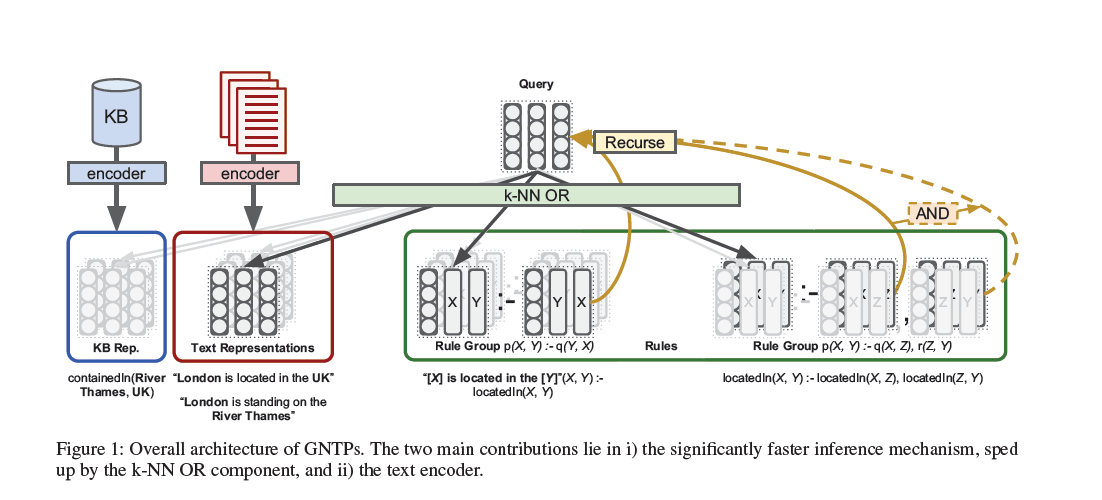 Query
KB
Recurse
encoder
encoder
k-NN OR
AND
X Y :- Y X
X Y :- X Z , Z Y
KB Rep.
Text Representations
Rule Group p(X, Y) :- q(Y, X)
Rules
Rule Group p(X, Y) :- q(X, Z), r(Z, Y)
containedIn(River
Thames, UK)
“London is located in the UK”
“London is standing on the
River Thames”
“[X] is located in the [Y]”(X, Y) :-
locatedIn(X, Y)
locatedIn(X, Y) :- locatedIn(X, Z), locatedIn(Z, Y)
Figure 1: Overall architecture of GNTPs. The two main contributions lie in i) the significantly faster inference mechanism, sped
up by the k-NN OR component, and ii) the text encoder.